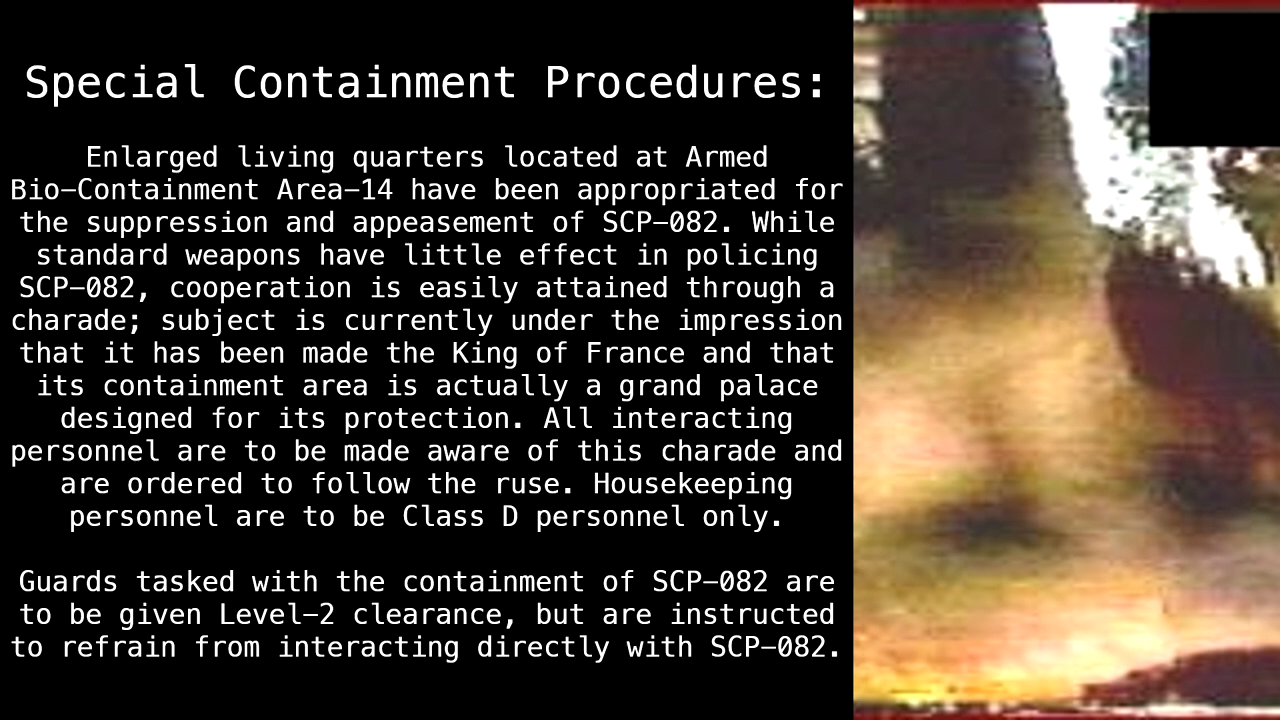 Special Containment Procedures:
Enlarged living quarters located at Armed
Bio-Containment Area-14 have been appropriated for
the suppression and appeasement of SCP-082. While
standard weapons have little effect in policing
SCP-082, cooperation is easily attained through a
charade; subject is currently under the impression
that it has been made the King of France and that
its containment area is actually a grand palace
designed for its protection. All interacting
personnel are to be made aware of this charade and
are ordered to follow the ruse. Housekeeping
personnel are to be Class D personnel only.
Guards tasked with the containment of SCP-082 are
to be given Level-2 clearance, but are instructed
to refrain from interacting directly with SCP-082.